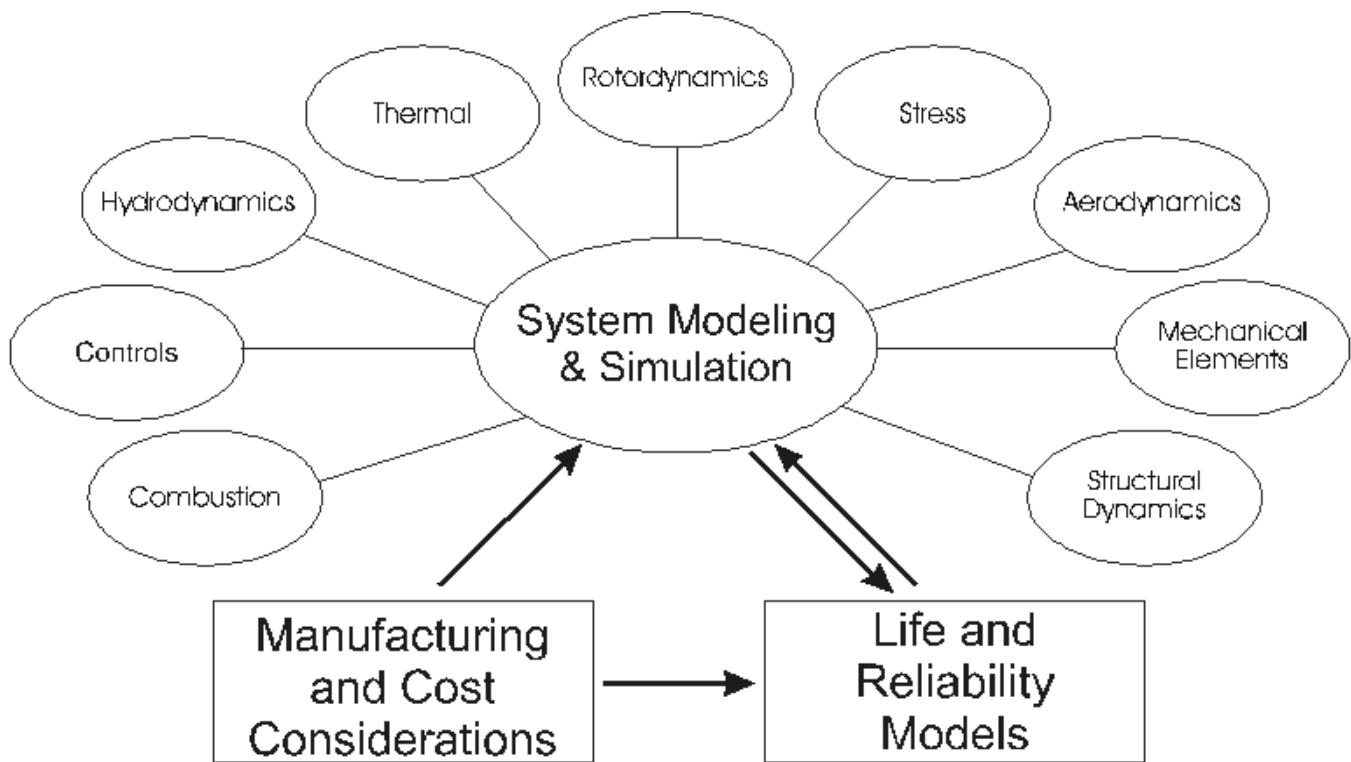 Rotordynamics
Thermal
Stress
Hydrodynamics
Aerodynamics
System Modeling
& Simulation
Controls
Mechanical
Elements
Combustion
Structural
Dynamics
Manufacturing
and Cost
Considerations
Life and
Reliability
Models